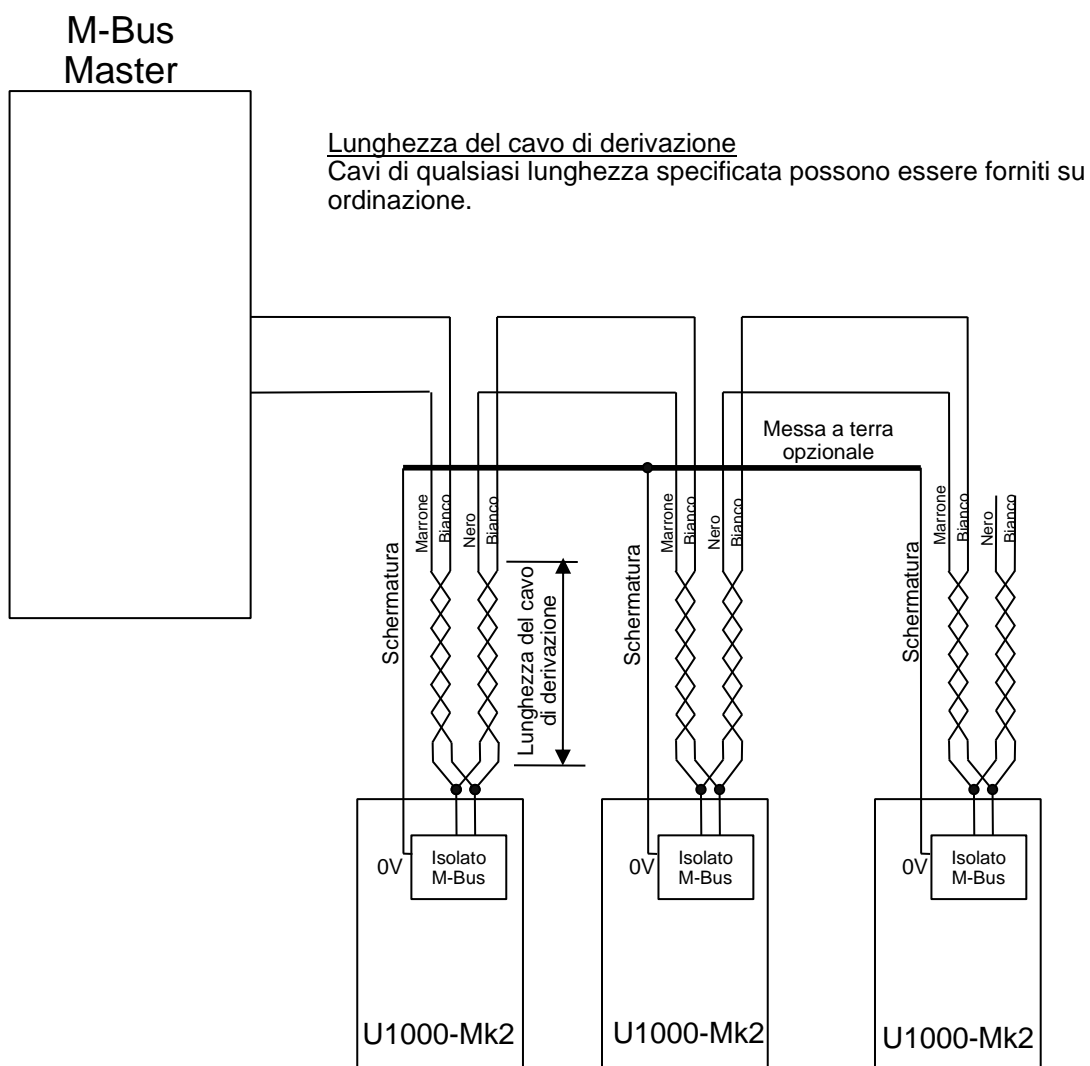 M-Bus
Master
Lunghezza del cavo di derivazione
Cavi di qualsiasi lunghezza specificata possono essere forniti su
ordinazione.
Messa a terra
opzionale
Schermatura
Marrone
Bianco
Nero
Bianco
Lunghezza del cavo
di derivazione
Schermatura
Marrone
Bianco
Nero
Bianco
Schermatura
Marrone
Bianco
Nero
Bianco
0V
Isolato
M-Bus
0V
Isolato
M-Bus
0V
Isolato
M-Bus
U1000-Mk2
U1000-Mk2
U1000-Mk2